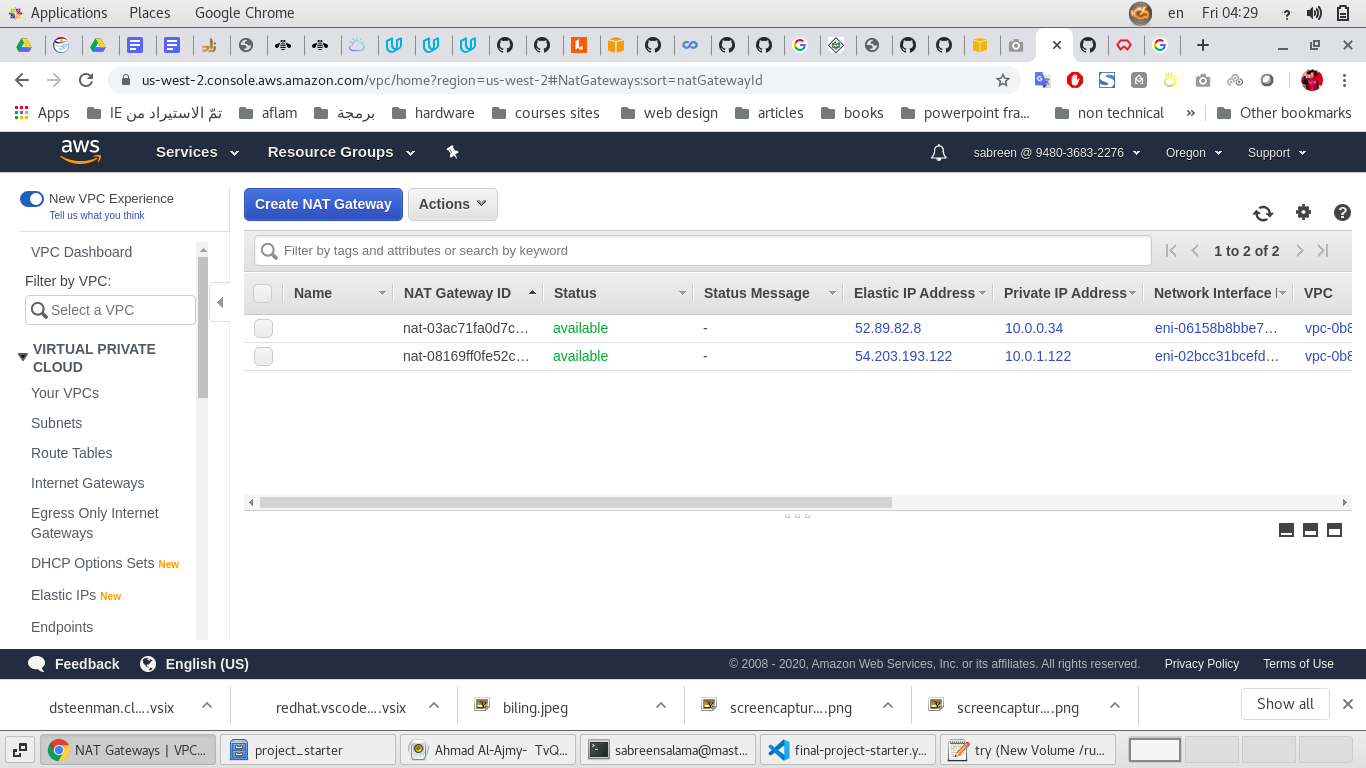 Applications Places Google Chrome en Fri 04:29
us-west-2.console.aws.amazon.com/vpc/home?region=us-west-2#NatGateways:sort=natGatewayId
Apps تمّ الاستيراد من IE aflam برمجة hardware courses sites web design articles books powerpoint fra... non technical » Other bookmarks
aws Services Resource Groups sabreen @ 9480-3683-2276 Oregon Support
New VPC Experience
Tell us what you think
VPC Dashboard
Filter by VPC:
Select a VPC
VIRTUAL PRIVATE
CLOUD
Your VPCs
Subnets
Route Tables
Internet Gateways
Egress Only Internet
Gateways
DHCP Options Sets New
Elastic IPs New
Endpoints
Create NAT Gateway Actions
Filter by tags and attributes or search by keyword 1 to 2 of 2
Name NAT Gateway ID Status Status Message Elastic IP Address Private IP Address Network Interface VPC
nat-03ac71fa0d7c... available - 52.89.82.8 10.0.0.34 eni-06158b8bbe7... vpc-0b8
nat-08169ff0fe52c... available - 54.203.193.122 10.0.1.122 eni-02bcc31bcefd... vpc-0b8
Feedback English (US) © 2008 - 2020, Amazon Web Services, Inc. or its affiliates. All rights reserved. Privacy Policy Terms of Use
dsteenman.cl....vsix redhat.vscode....vsix biling.jpeg screencaptur....png screencaptur....png Show all
NAT Gateways | VPC... project_starter Ahmad Al-Ajmy- TvQ... sabreensalama@mast... final-project-starter.y... try (New Volume /ru...